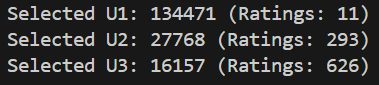 Selected U1: 134471 (Ratings: 11)
Selected U2: 27768 (Ratings: 293)
Selected U3: 16157 (Ratings: 626)